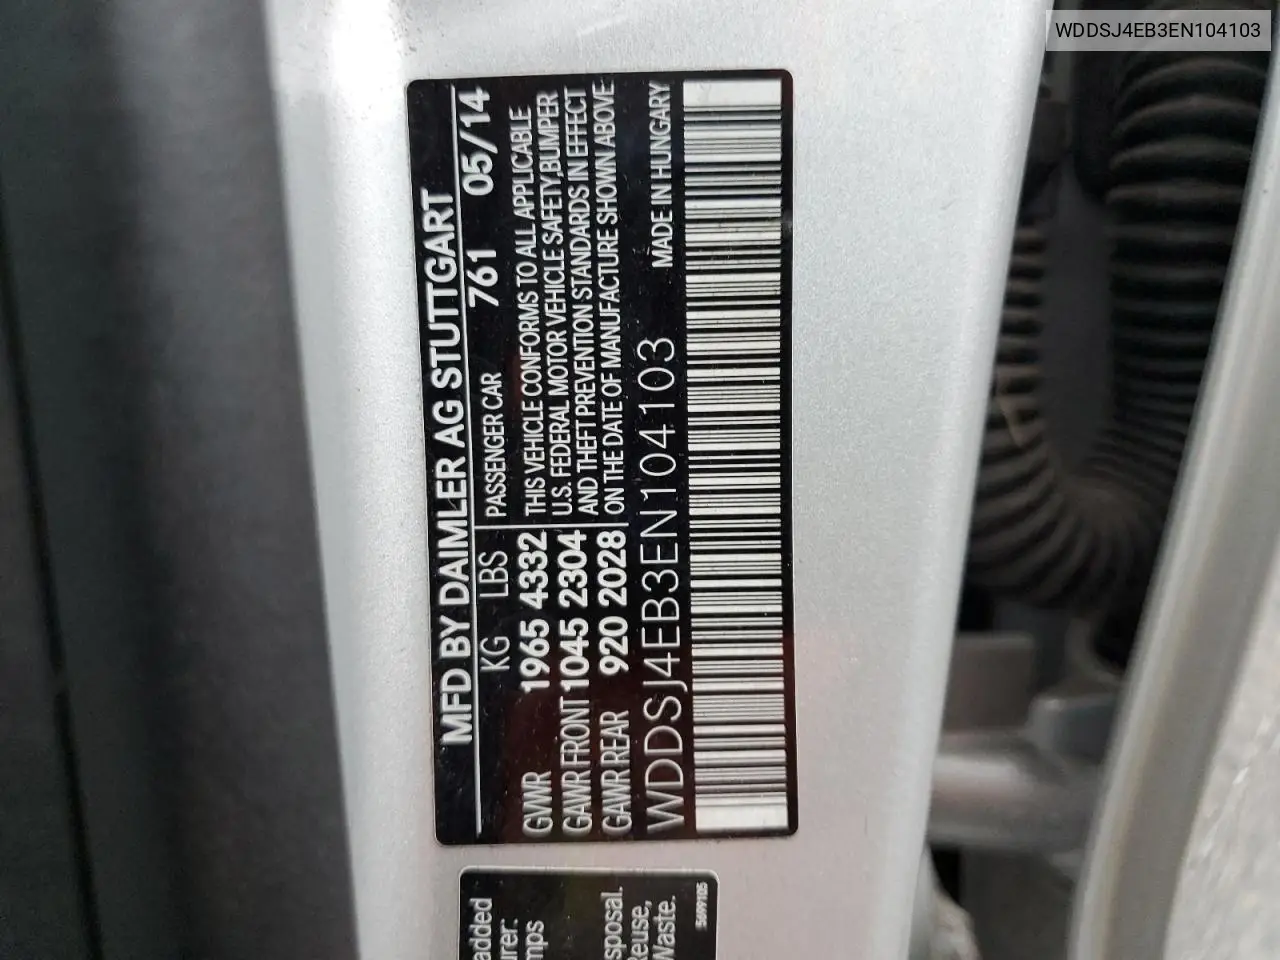 WDDSJ4EB3EN104103
MFD BY DAIMLER AG STUTTGART
KG LBS PASSENGER CAR 761 05/14
GVWR 1965 4332 THIS VEHICLE CONFORMS TO ALL APPLICABLE
U.S. FEDERAL MOTOR VEHICLE SAFETY,BUMPER
GAWR FRONT 1045 2304 AND THEFT PREVENTION STANDARDS IN EFFECT
GAWR REAR 920 2028 ON THE DATE OF MANUFACTURE SHOWN ABOVE
WDDSJ4EB3EN104103 MADE IN HUNGARY
added
urer:
mps
sposal.
Reuse,
Waste.
5699105